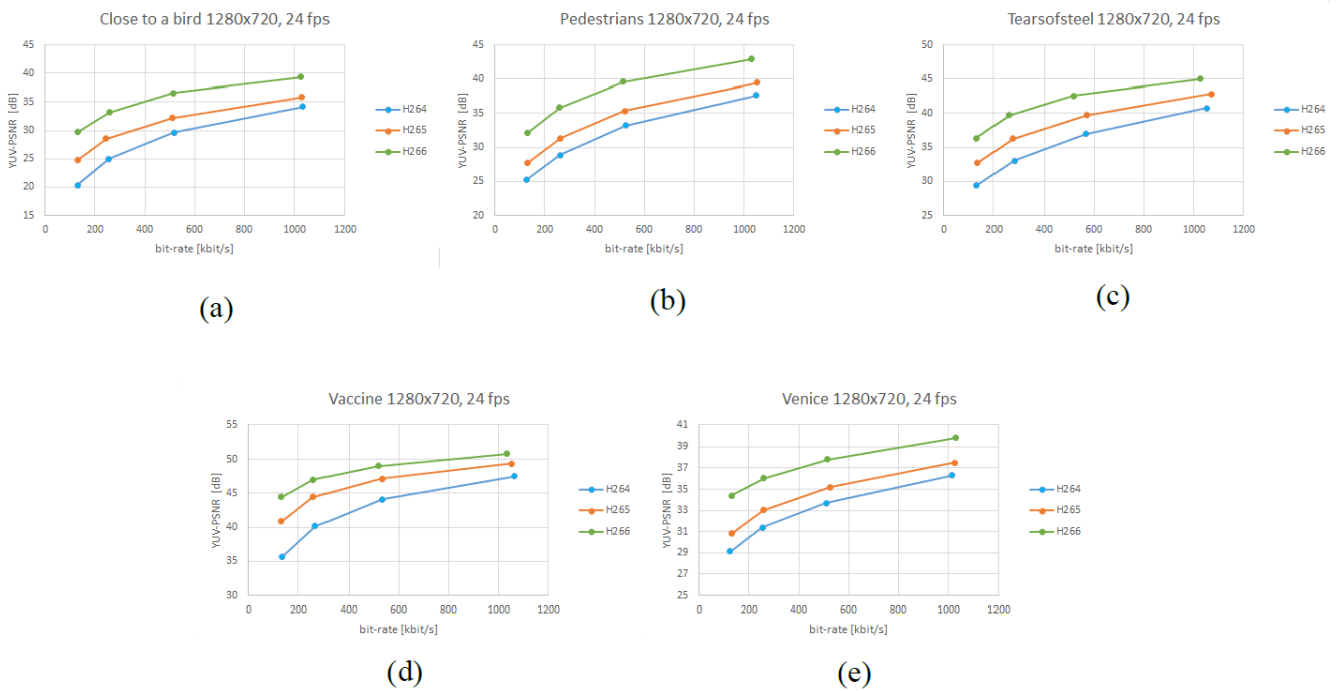 Close to a bird 1280x720, 24 fps
45
40
35
30
25
20
15
YUV-PSNR [dB]
0 200 400 600 800 1000 1200
bit-rate [kbit/s]
H264
H265
H266
(a)
Pedestrians 1280x720, 24 fps
45
40
35
30
25
20
YUV-PSNR [dB]
0 200 400 600 800 1000 1200
bit-rate [kbit/s]
H264
H265
H266
(b)
Tearsofsteel 1280x720, 24 fps
50
45
40
35
30
25
YUV-PSNR [dB]
0 200 400 600 800 1000 1200
bit-rate [kbit/s]
H264
H265
H266
(c)
Vaccine 1280x720, 24 fps
55
50
45
40
35
30
YUV-PSNR [dB]
0 200 400 600 800 1000 1200
bit-rate [kbit/s]
H264
H265
H266
(d)
Venice 1280x720, 24 fps
41
39
37
35
33
31
29
27
25
YUV-PSNR [dB]
0 200 400 600 800 1000 1200
bit-rate [kbit/s]
H264
H265
H266
(e)